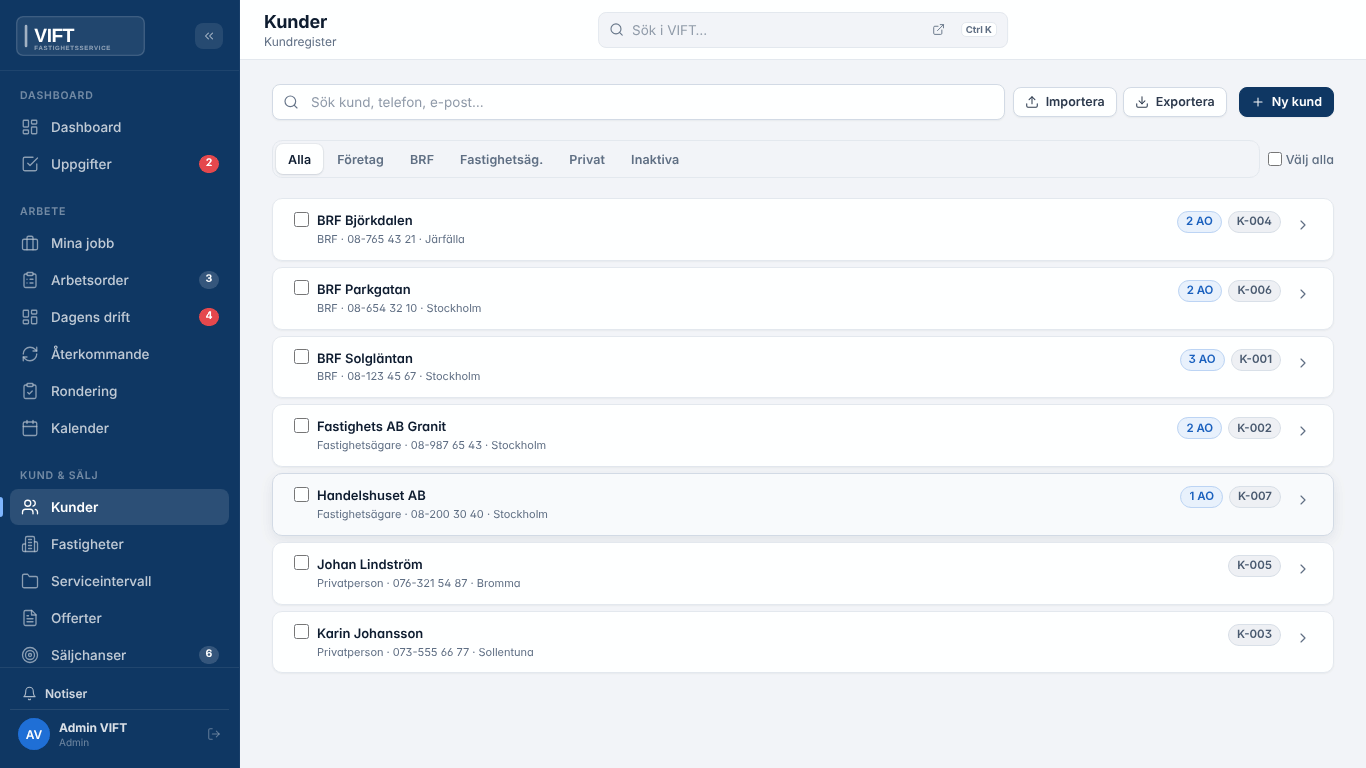 VIFT
FASTIGHETSSERVICE
DASHBOARD
Dashboard
Uppgifter 2
ARBETE
Mina jobb
Arbetsorder 3
Dagens drift 4
Återkommande
Rondering
Kalender
KUND & SÄLJ
Kunder
Fastigheter
Serviceintervall
Offerter
Säljchanser 6
Notiser
AV Admin VIFT
Admin
Kunder
Kundregister
Sök i VIFT... Ctrl K
Sök kund, telefon, e-post... Importera Exportera Ny kund
Alla Företag BRF Fastighetsäg. Privat Inaktiva Välj alla
BRF Björkdalen 2 AO K-004
BRF · 08-765 43 21 · Järfälla
BRF Parkgatan 2 AO K-006
BRF · 08-654 32 10 · Stockholm
BRF Solgläntan 3 AO K-001
BRF · 08-123 45 67 · Stockholm
Fastighets AB Granit 2 AO K-002
Fastighetsägare · 08-987 65 43 · Stockholm
Handelshuset AB 1 AO K-007
Fastighetsägare · 08-200 30 40 · Stockholm
Johan Lindström K-005
Privatperson · 076-321 54 87 · Bromma
Karin Johansson K-003
Privatperson · 073-555 66 77 · Sollentuna